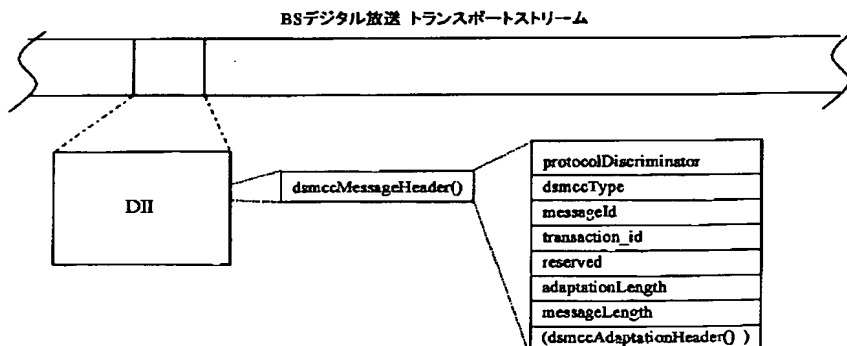 BSデジタル放送 トランスポートストリーム
DII
dsmccMessageHeader()
protocolDiscriminator
dsmccType
messageId
transaction_id
reserved
adaptationLength
messageLength
(dsmccAdaptationHeader() )